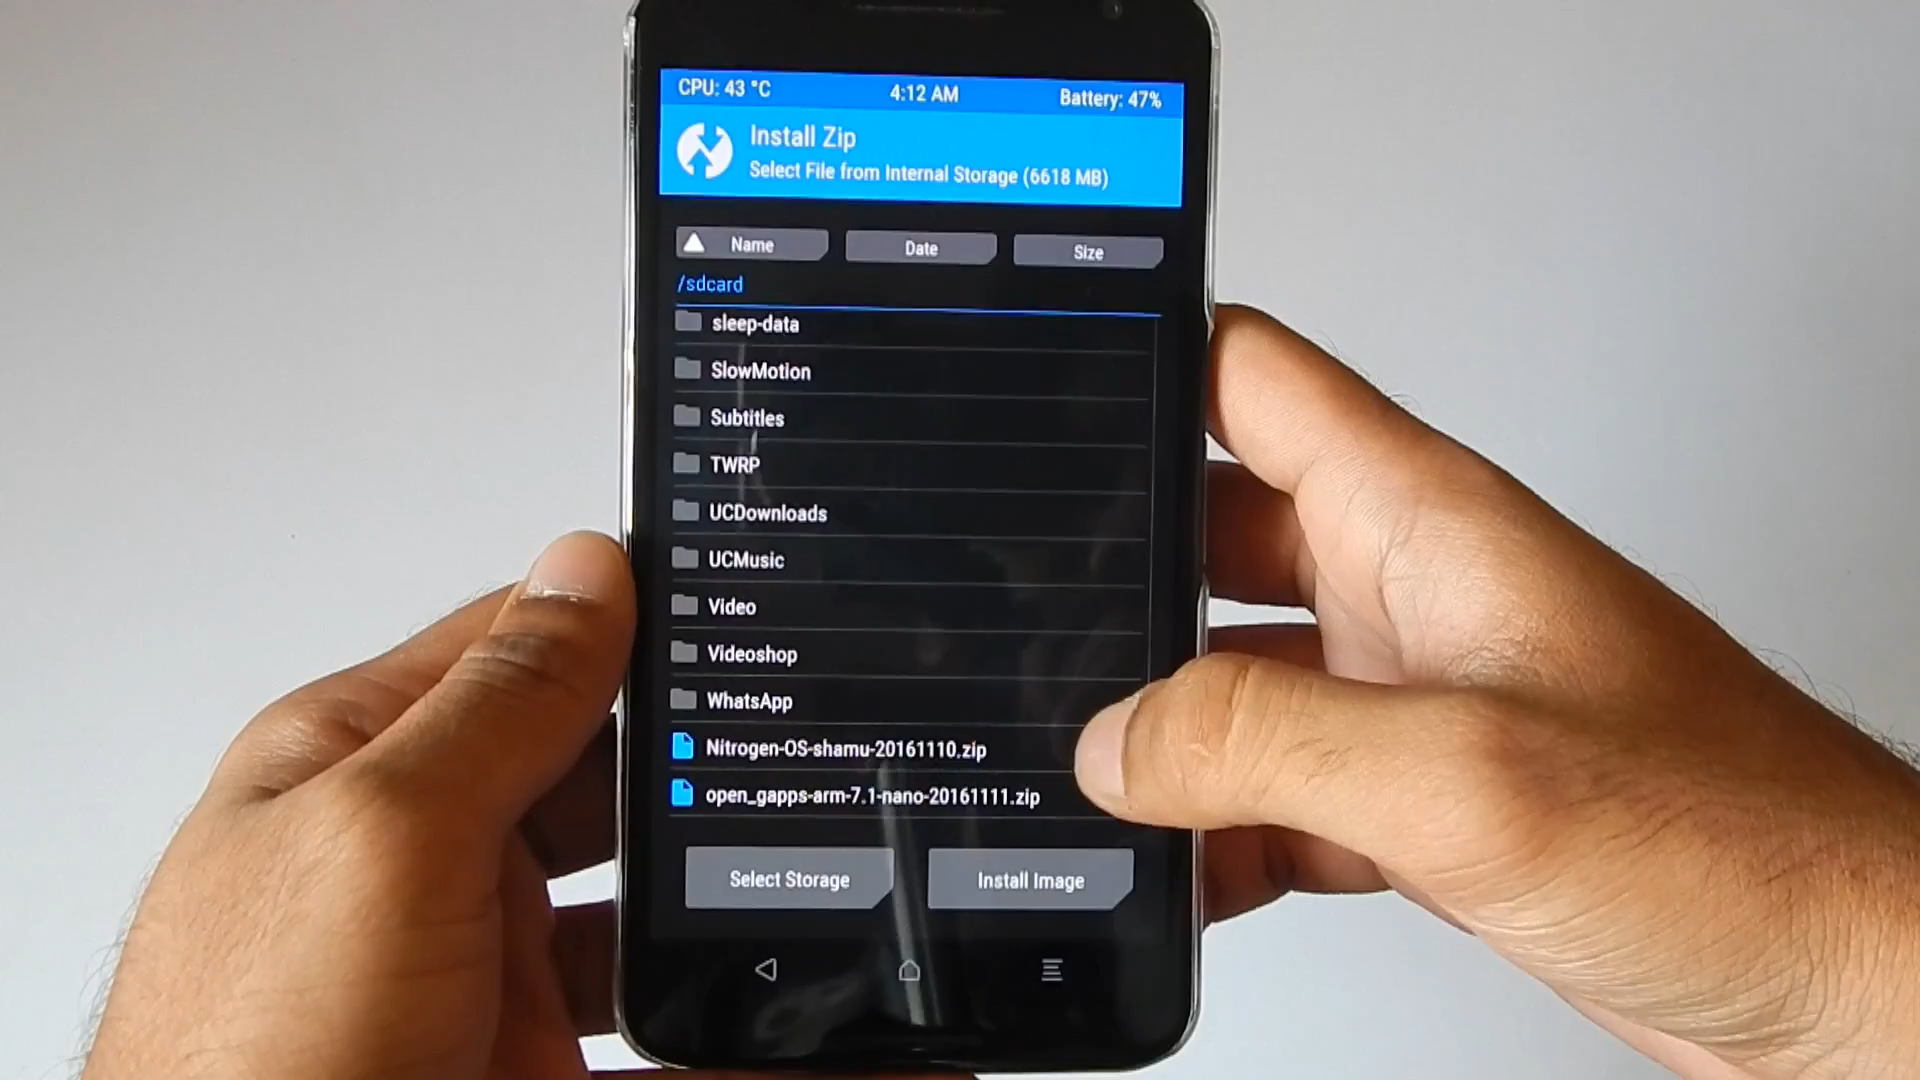 CPU: 43 °C
4:12 AM
Battery: 47%
Install Zip
Select File from Internal Storage (6618 MB)
Name
Date
Size
/sdcard
sleep-data
SlowMotion
Subtitles
TWRP
UCDownloads
UCMusic
Video
Videoshop
WhatsApp
Nitrogen-OS-shamu-20161110.zip
open_gapps-arm-7.1-nano-20161111.zip
Select Storage
Install Image